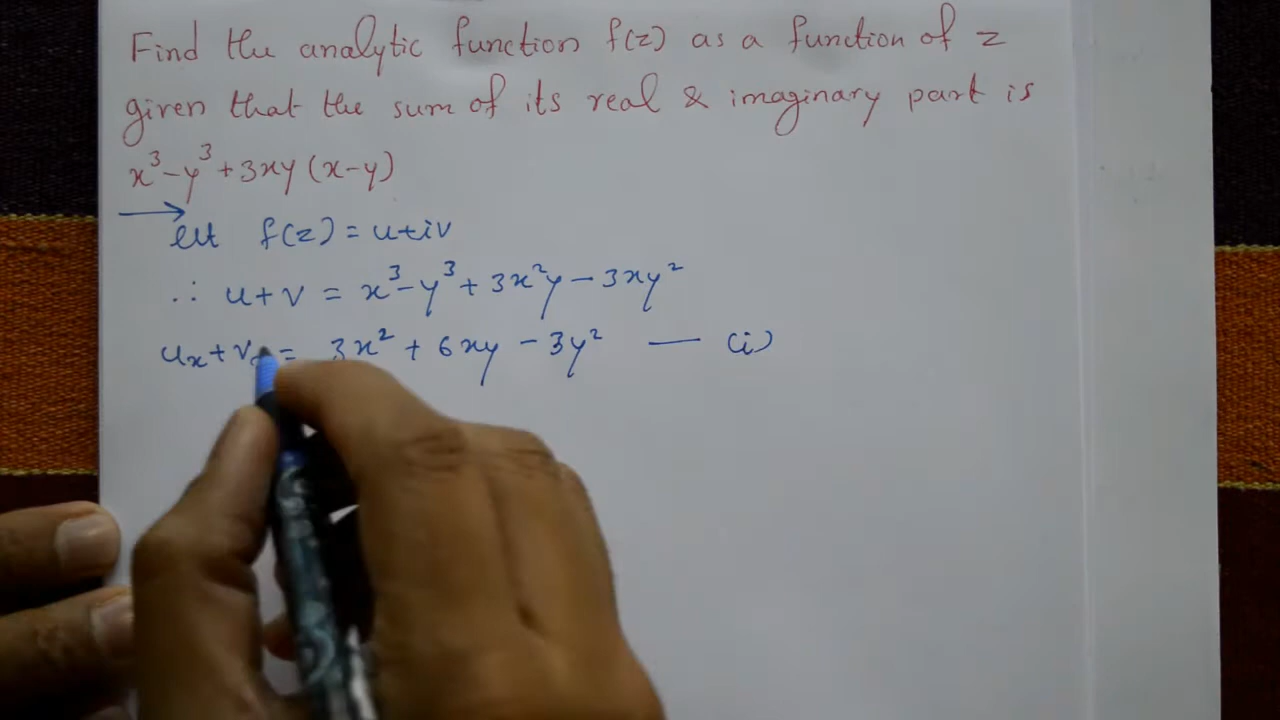 Find the analytic function f(z) as a function of z
given that the sum of its real & imaginary part is
x³-y³+3xy(x-y)
let f(z)=u+iv
∴ u+v = x³-y³+3x²y-3xy²
uₓ+v = 3x²+6xy-3y² — (i)